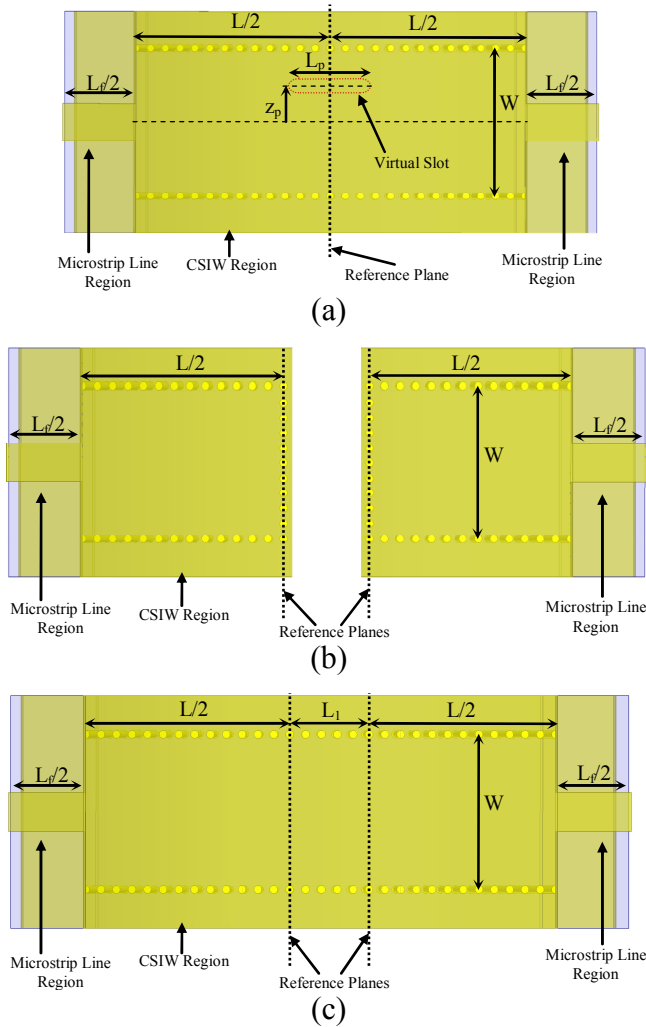 L/2 L/2
Lp
Lf/2 Lf/2
zp W
Virtual Slot
Microstrip Line
Region
CSIW Region
Reference Plane
Microstrip Line
Region
(a)
L/2 L/2
Lf/2 Lf/2
W
Microstrip Line
Region
CSIW Region
Reference Planes
Microstrip Line
Region
(b)
L/2 L1 L/2
Lf/2 Lf/2
W
Microstrip Line
Region
CSIW Region
Reference Planes
Microstrip Line
Region
(c)